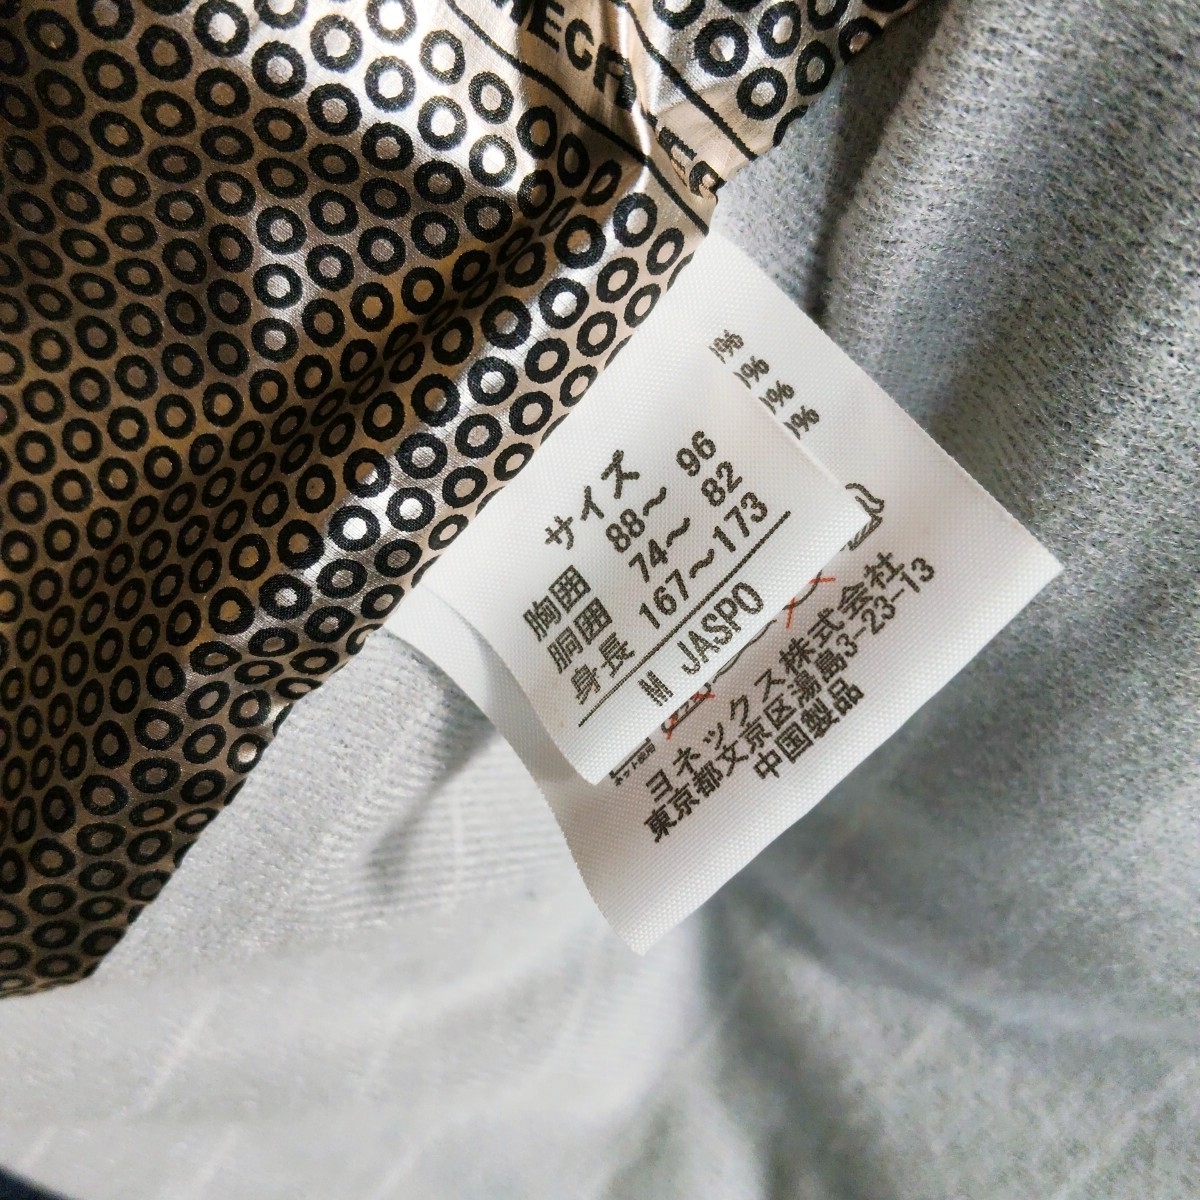 サイズ
胸囲 88～ 96
胴囲 74～ 82
身長 167～173
M JASPO
ヨネックス株式会社
東京都文京区湯島3-23-13
中国製品